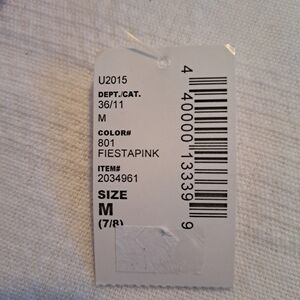 U2015
DEPT./CAT.
36/11
M
COLOR#
801
FIESTAPINK
ITEM#
2034961
SIZE
M
(7/8)
4 40000 13339 9